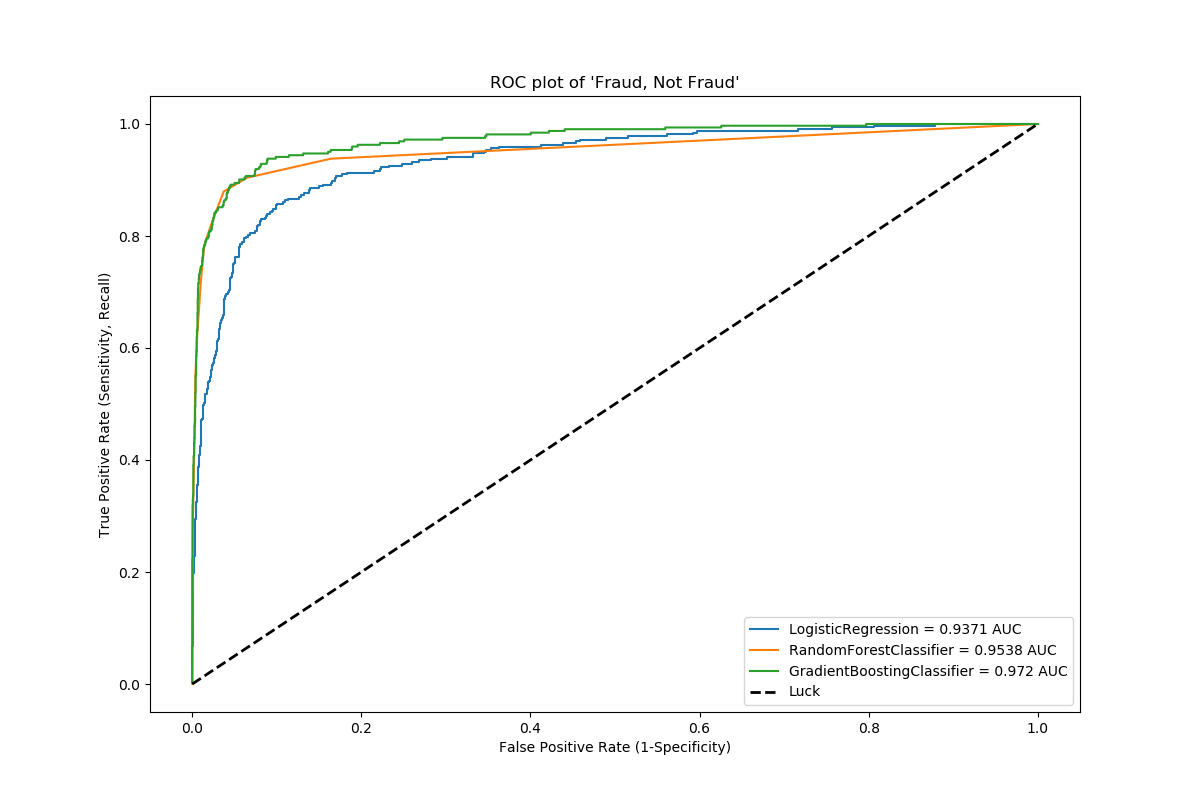 ROC plot of 'Fraud, Not Fraud'
True Positive Rate (Sensitivity, Recall)
1.0
0.8
0.6
0.4
0.2
0.0
LogisticRegression = 0.9371 AUC
RandomForestClassifier = 0.9538 AUC
GradientBoostingClassifier = 0.972 AUC
Luck
0.0 0.2 0.4 0.6 0.8 1.0
False Positive Rate (1-Specificity)